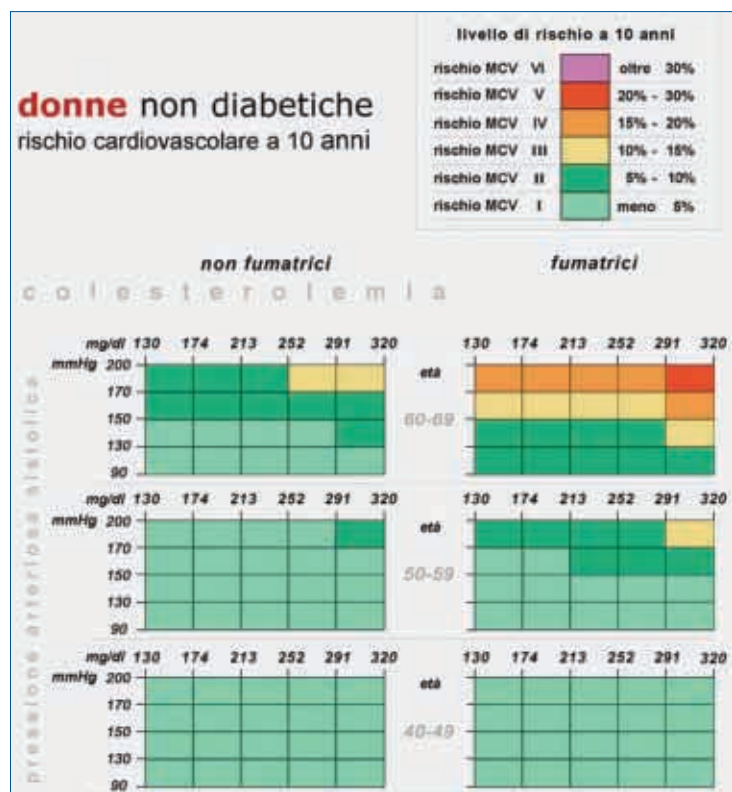 livello di rischio a 10 anni
rischio MCV VI oltre 30%
rischio MCV V 20% - 30%
rischio MCV IV 15% - 20%
rischio MCV III 10% - 15%
rischio MCV II 5% - 10%
rischio MCV I meno 5%
donne non diabetiche
rischio cardiovascolare a 10 anni
non fumatrici fumatrici
colesterolemia
pressione arteriosa sistolica
mg/dl 130 174 213 252 291 320 130 174 213 252 291 320
mmHg 200 età
170
150 60-69
130
90
mg/dl 130 174 213 252 291 320 130 174 213 252 291 320
mmHg 200 età
170
150 50-59
130
90
mg/dl 130 174 213 252 291 320 130 174 213 252 291 320
mmHg 200 età
170
150 40-49
130
90